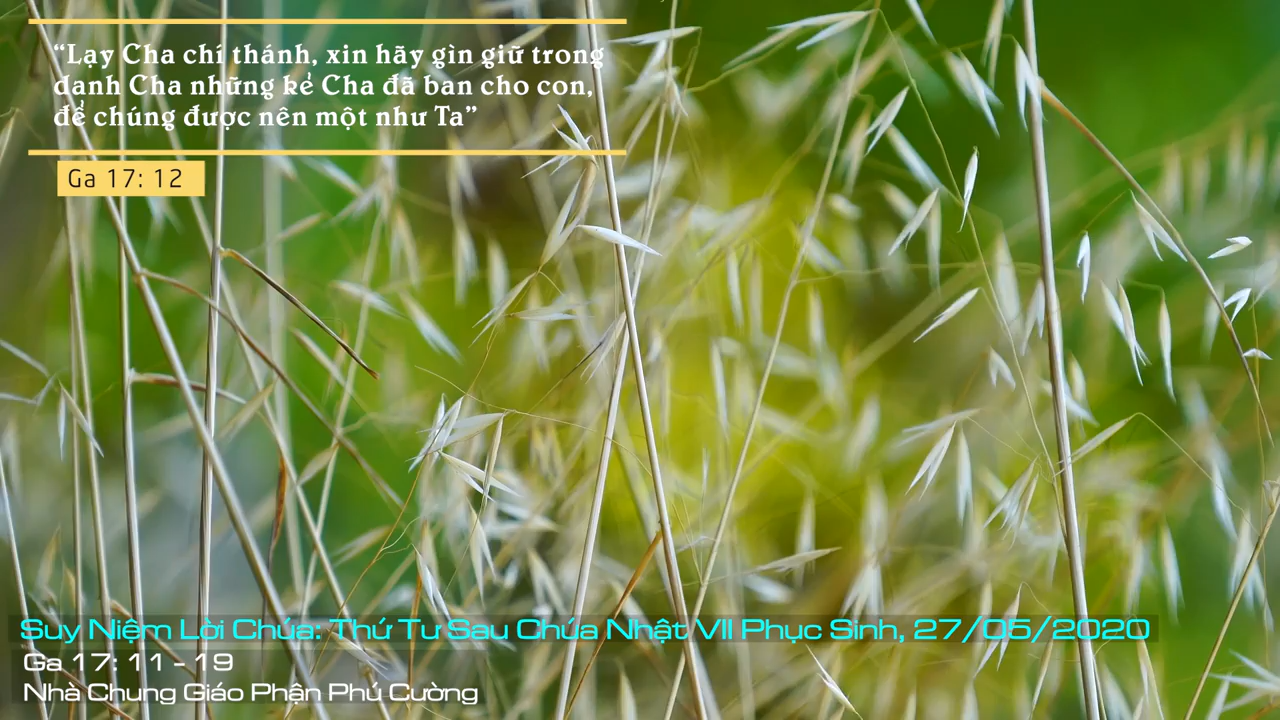 “Lạy Cha chí thánh, xin hãy gìn giữ trong
danh Cha những kẻ Cha đã ban cho con,
để chúng được nên một như Ta”
Ga 17: 12
Suy Niệm Lời Chúa: Thứ Tư Sau Chúa Nhật VII Phục Sinh, 27/05/2020
Ga 17: 11 - 19
Nhà Chung Giáo Phận Phú Cường